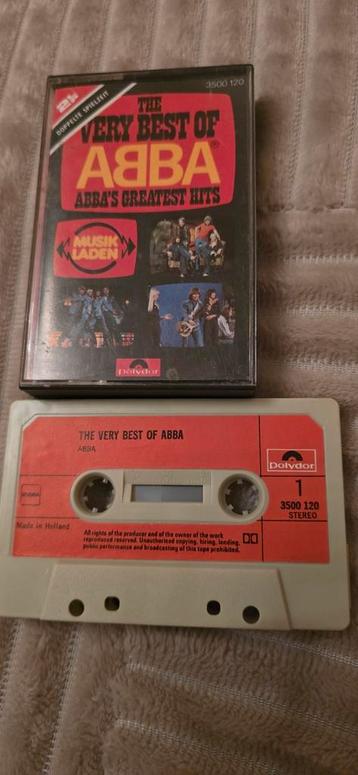 3500 120
2
DOPPELTE SPIELZEIT
THE
VERY BEST OF
ABBA®
ABBA'S GREATEST HITS
MUSIK
LADEN
Polydor
THE VERY BEST OF ABBA
ABBA
Polydor
1
3500 120
STEREO
Made in Holland
All rights of the producer and of the owner of the work
reproduced reserved. Unauthorised copying, hiring, lending,
public performance and broadcasting of this tape prohibited.